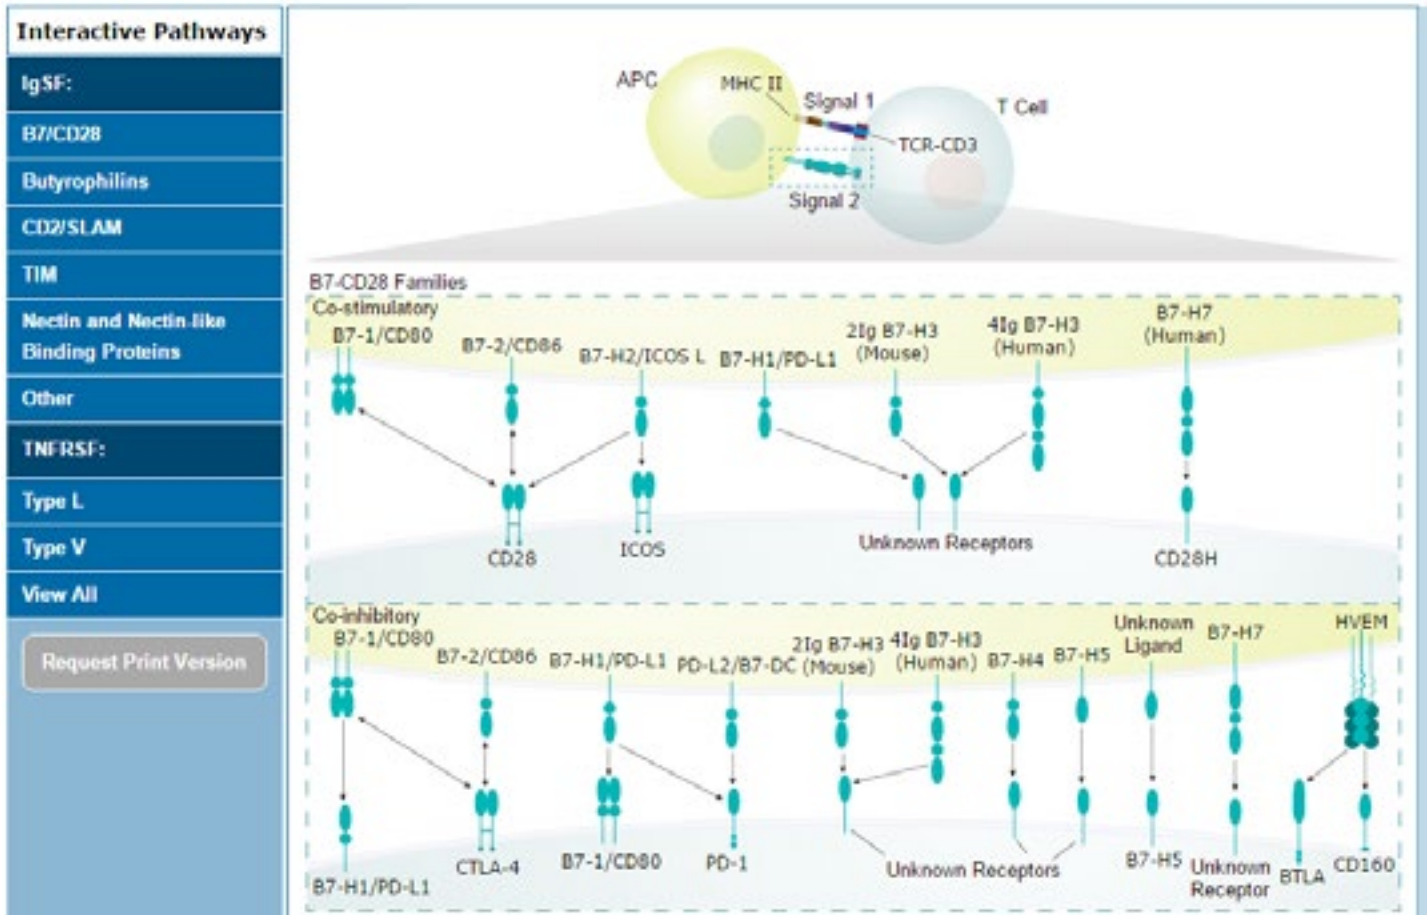 Interactive Pathways
IgSF:
B7/CD28
Butyrophilins
CD2/SLAM
TIM
Nectin and Nectin-like
Binding Proteins
Other
TNFRSF:
Type L
Type V
View All
Request Print Version
APC
MHC II
Signal 1
T Cell
TCR-CD3
Signal 2
B7-CD28 Families
Co-stimulatory
B7-1/CD80
B7-2/CD86
B7-H2/ICOS L
B7-H1/PD-L1
2Ig B7-H3
(Mouse)
4Ig B7-H3
(Human)
B7-H7
(Human)
CD28
ICOS
Unknown Receptors
CD28H
Co-inhibitory
B7-1/CD80
B7-2/CD86
B7-H1/PD-L1
PD-L2/B7-DC
2Ig B7-H3
(Mouse)
4Ig B7-H3
(Human)
B7-H4
B7-H5
Unknown
Ligand
B7-H7
HVEM
B7-H1/PD-L1
CTLA-4
B7-1/CD80
PD-1
Unknown Receptors
B7-H5
Unknown
Receptor
BTLA
CD160